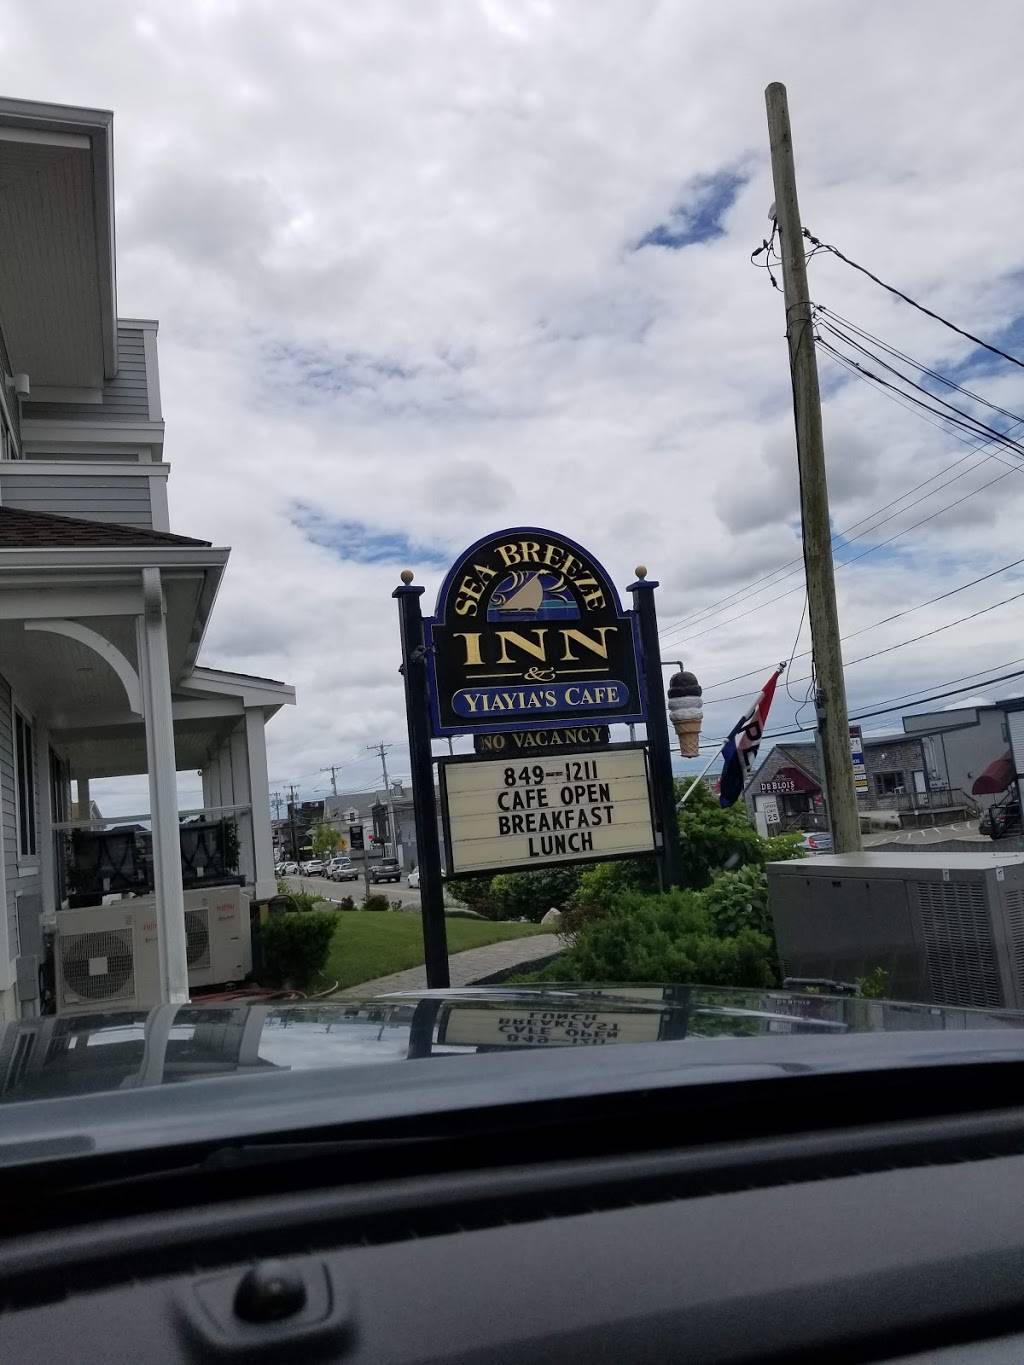 SEA BREEZE
INN
&
YIAYIA'S CAFE
NO VACANCY
849--1211
CAFE OPEN
BREAKFAST
LUNCH
DEBLOIS
25